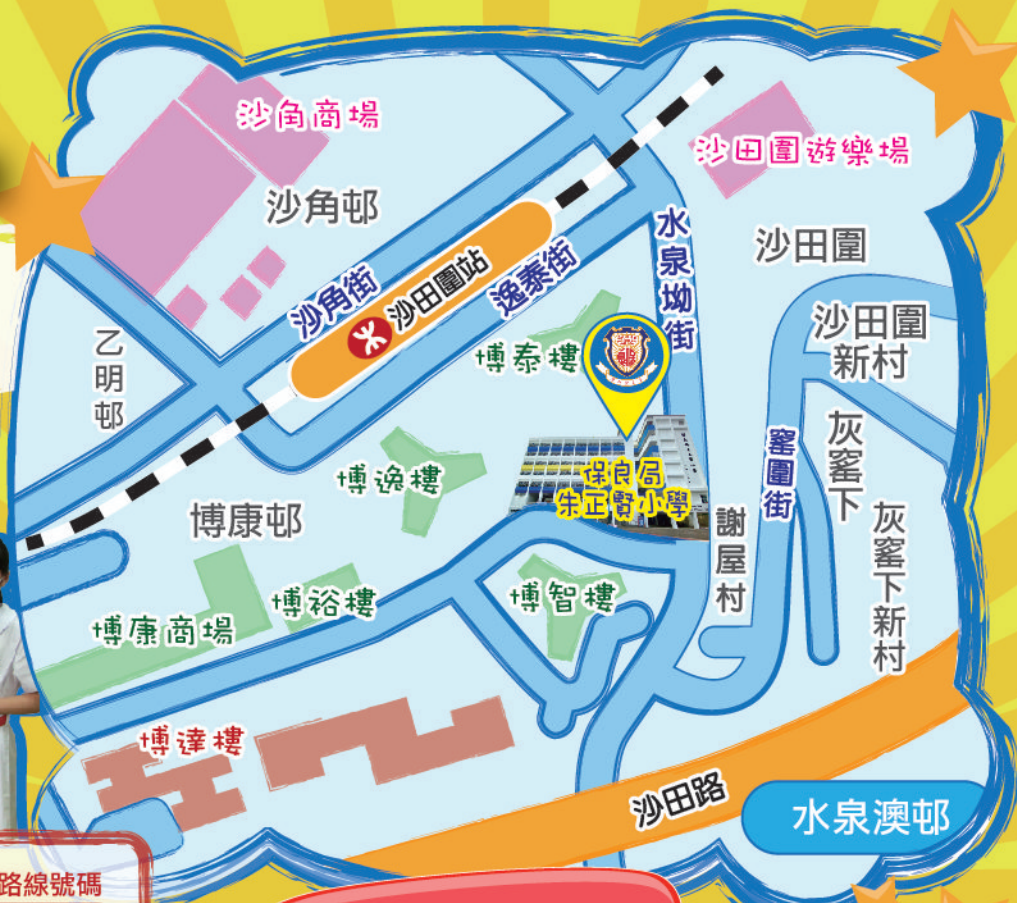 沙角商場
沙田圍遊樂場
沙角邨
水泉坳街
沙田圍
沙角街
沙田圍站
逸泰街
沙田圍
新村
乙明邨
博泰樓
灰窰下
窰圍街
博逸樓
保良局
朱正賢小學
博康邨
謝屋村
灰窰下新村
博裕樓
博智樓
博康商場
博達樓
沙田路
水泉澳邨
路線號碼